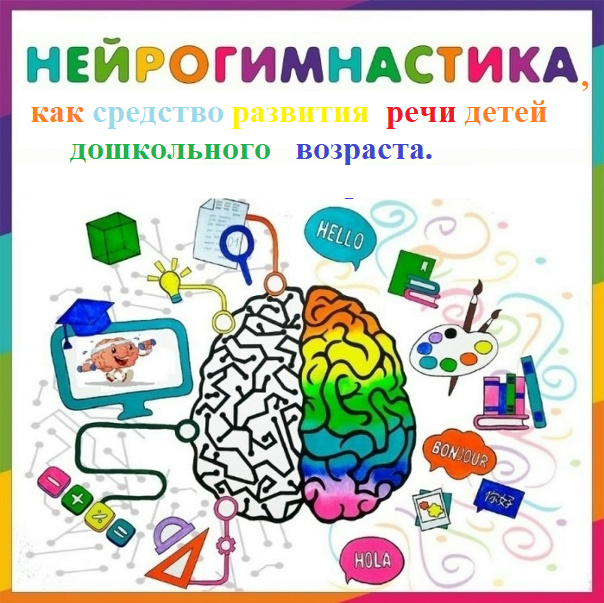 НЕЙРОГИМНАСТИКА,
как средство развития речи детей
дошкольного возраста.
HELLO
BONJOUR
你好
HOLA